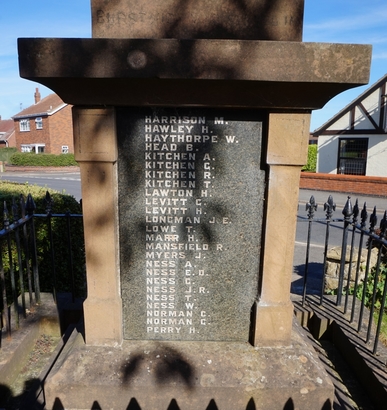 HARRISON M.
HAWLEY H.
HAYTHORPE W.
HEAD B.
KITCHEN A.
KITCHEN G.
KITCHEN R.
KITCHEN T.
LAWTON H.
LEVITT C.
LEVITT H.
LONGMAN J.E.
LOWE T.
MARR H.
MANSFIELD R.
MYERS J.
NESS A.
NESS E.O.
NESS G.
NESS J.R.
NESS T.
NESS W.
NORMAN C.
NORMAN G.
PERRY H.